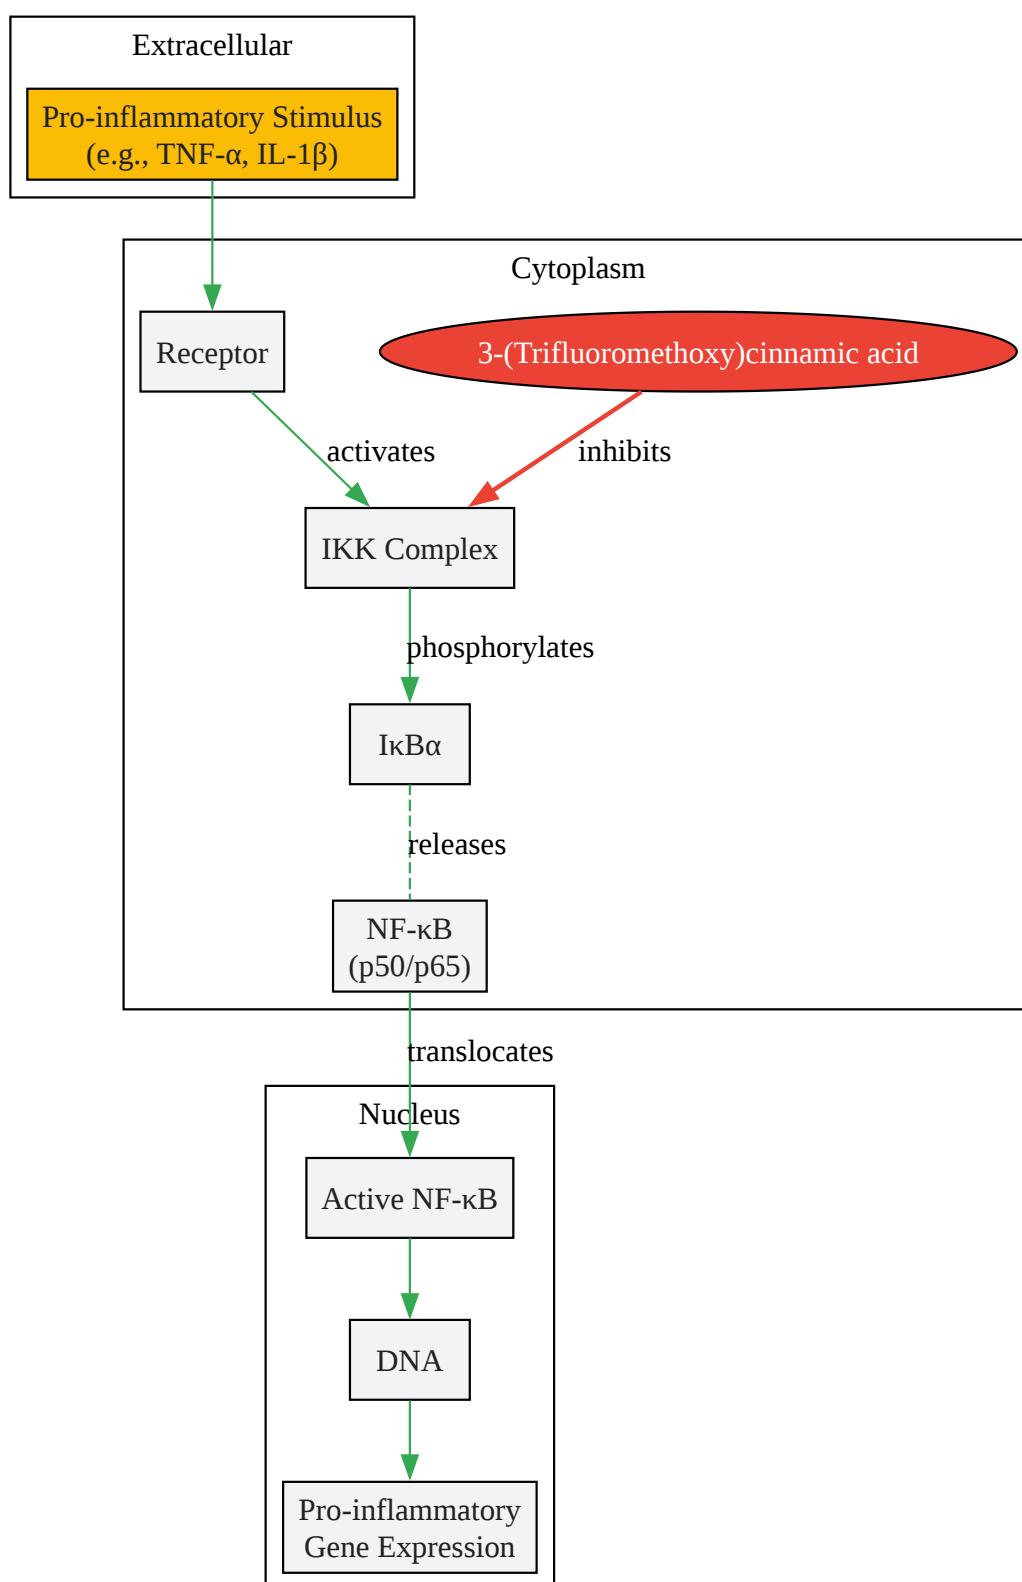 Extracellular
Pro-inflammatory Stimulus
(e.g., TNF-α, IL-1β)
Cytoplasm
Receptor
3-(Trifluoromethoxy)cinnamic acid
activates
inhibits
IKK Complex
phosphorylates
IκBα
releases
NF-κB
(p50/p65)
translocates
Nucleus
Active NF-κB
DNA
Pro-inflammatory
Gene Expression